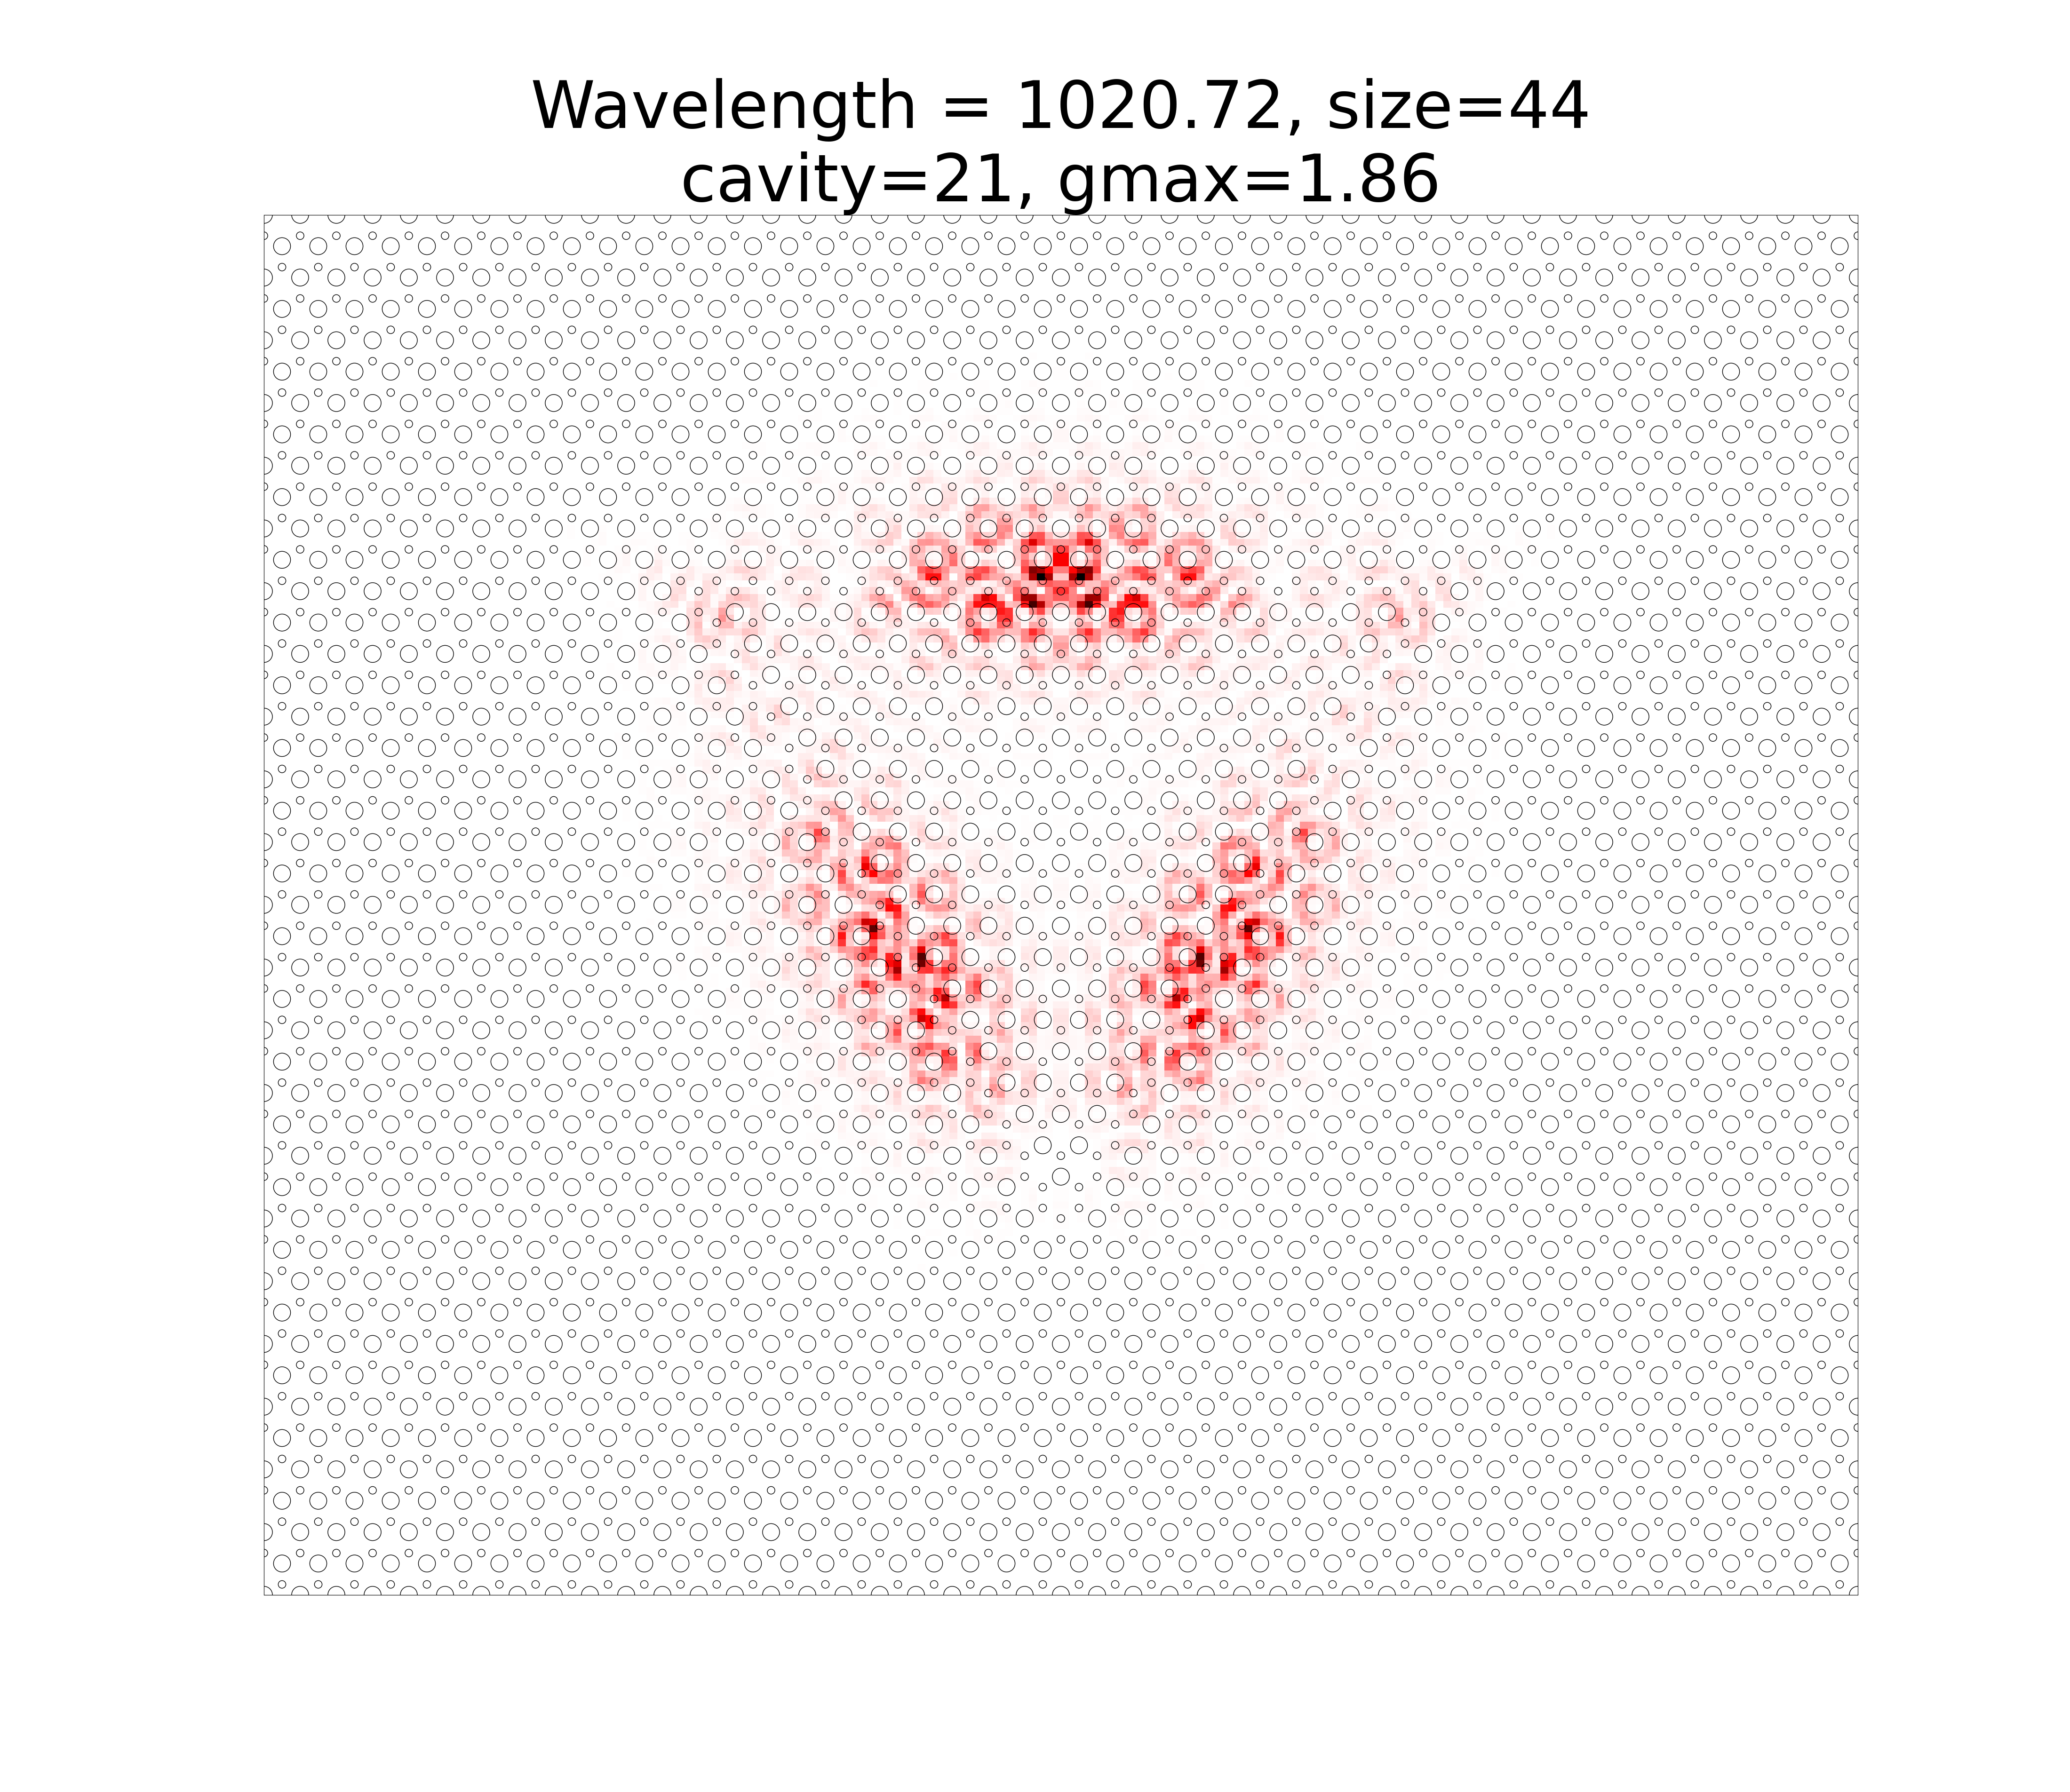 Wavelength = 1020.72, size=44
cavity=21, gmax=1.86